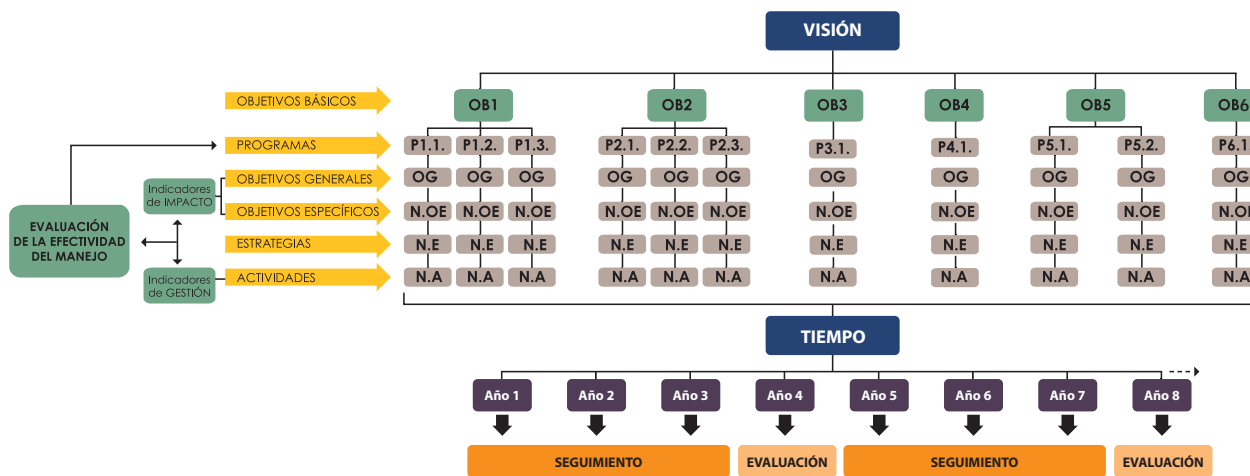 VISIÓN
OBJETIVOS BÁSICOS
OB1 OB2 OB3 OB4 OB5 OB6
PROGRAMAS
P1.1. P1.2. P1.3. P2.1. P2.2. P2.3. P3.1. P4.1. P5.1. P5.2. P6.1.
OBJETIVOS GENERALES
OG OG OG OG OG OG OG OG OG OG OG
Indicadores
de IMPACTO
OBJETIVOS ESPECÍFICOS
N.OE N.OE N.OE N.OE N.OE N.OE N.OE N.OE N.OE N.OE N.OE
EVALUACIÓN
DE LA EFECTIVIDAD
DEL MANEJO
ESTRATEGIAS
N.E N.E N.E N.E N.E N.E N.E N.E N.E N.E N.E
Indicadores
de GESTIÓN
ACTIVIDADES
N.A N.A N.A N.A N.A N.A N.A N.A N.A N.A N.A
TIEMPO
Año 1 Año 2 Año 3 Año 4 Año 5 Año 6 Año 7 Año 8
SEGUIMIENTO EVALUACIÓN SEGUIMIENTO EVALUACIÓN